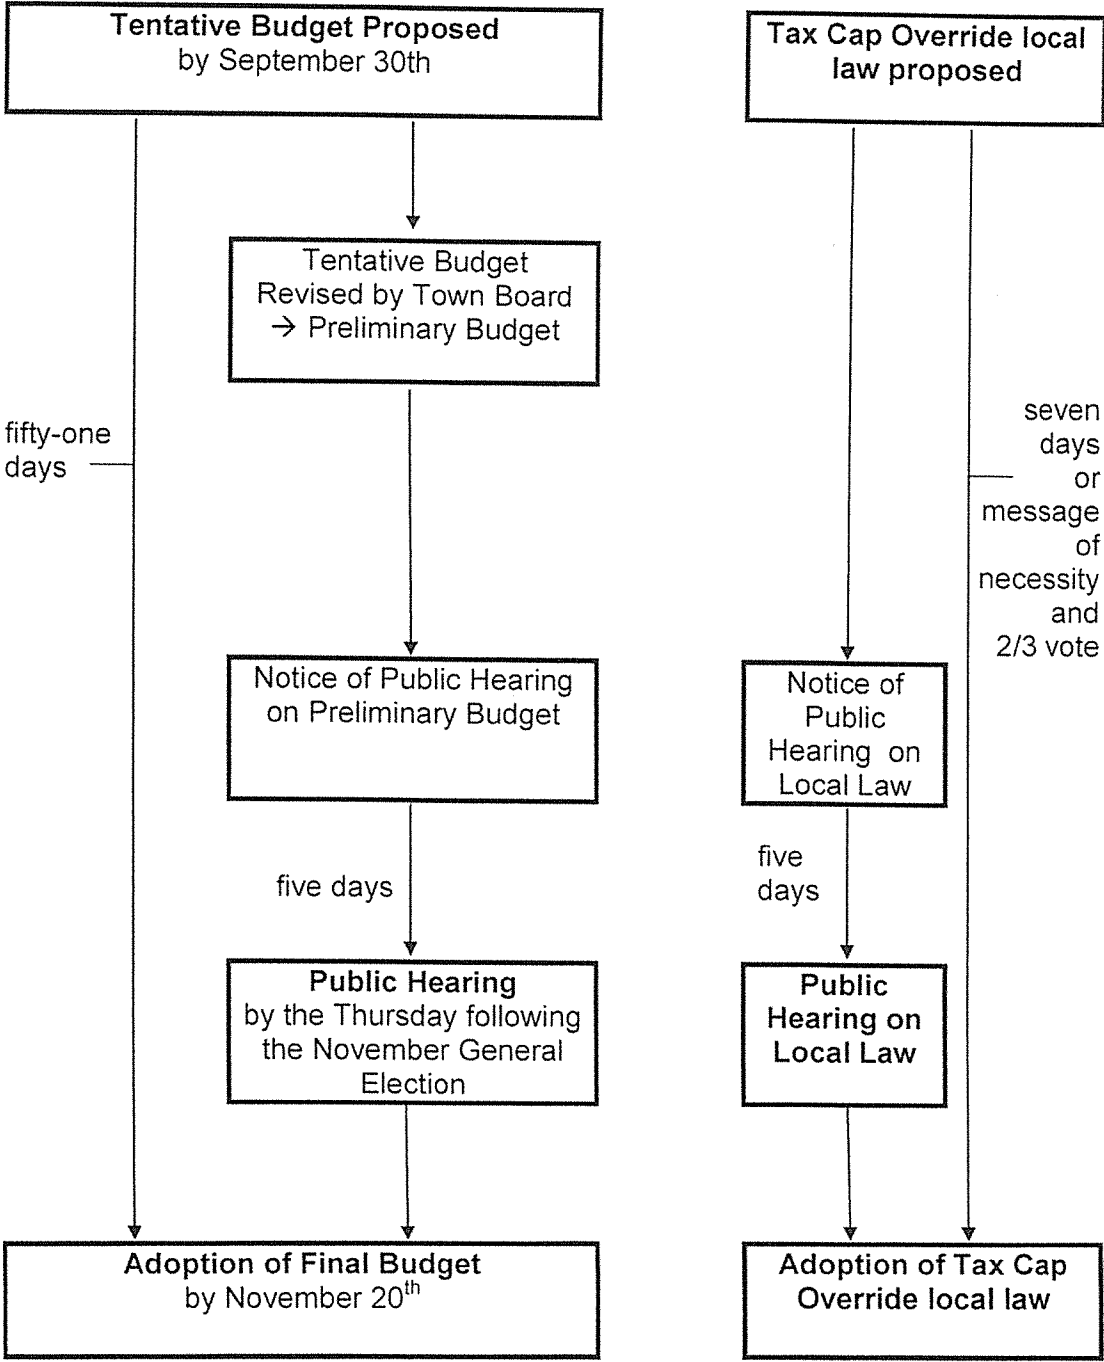 Tentative Budget Proposed
by September 30th
Tentative Budget
Revised by Town Board
→ Preliminary Budget
fifty-one
days
Notice of Public Hearing
on Preliminary Budget
five days
Public Hearing
by the Thursday following
the November General
Election
Adoption of Final Budget
by November 20th
Tax Cap Override local
law proposed
seven
days
or
message
of
necessity
and
2/3 vote
Notice of
Public
Hearing on
Local Law
five
days
Public
Hearing on
Local Law
Adoption of Tax Cap
Override local law